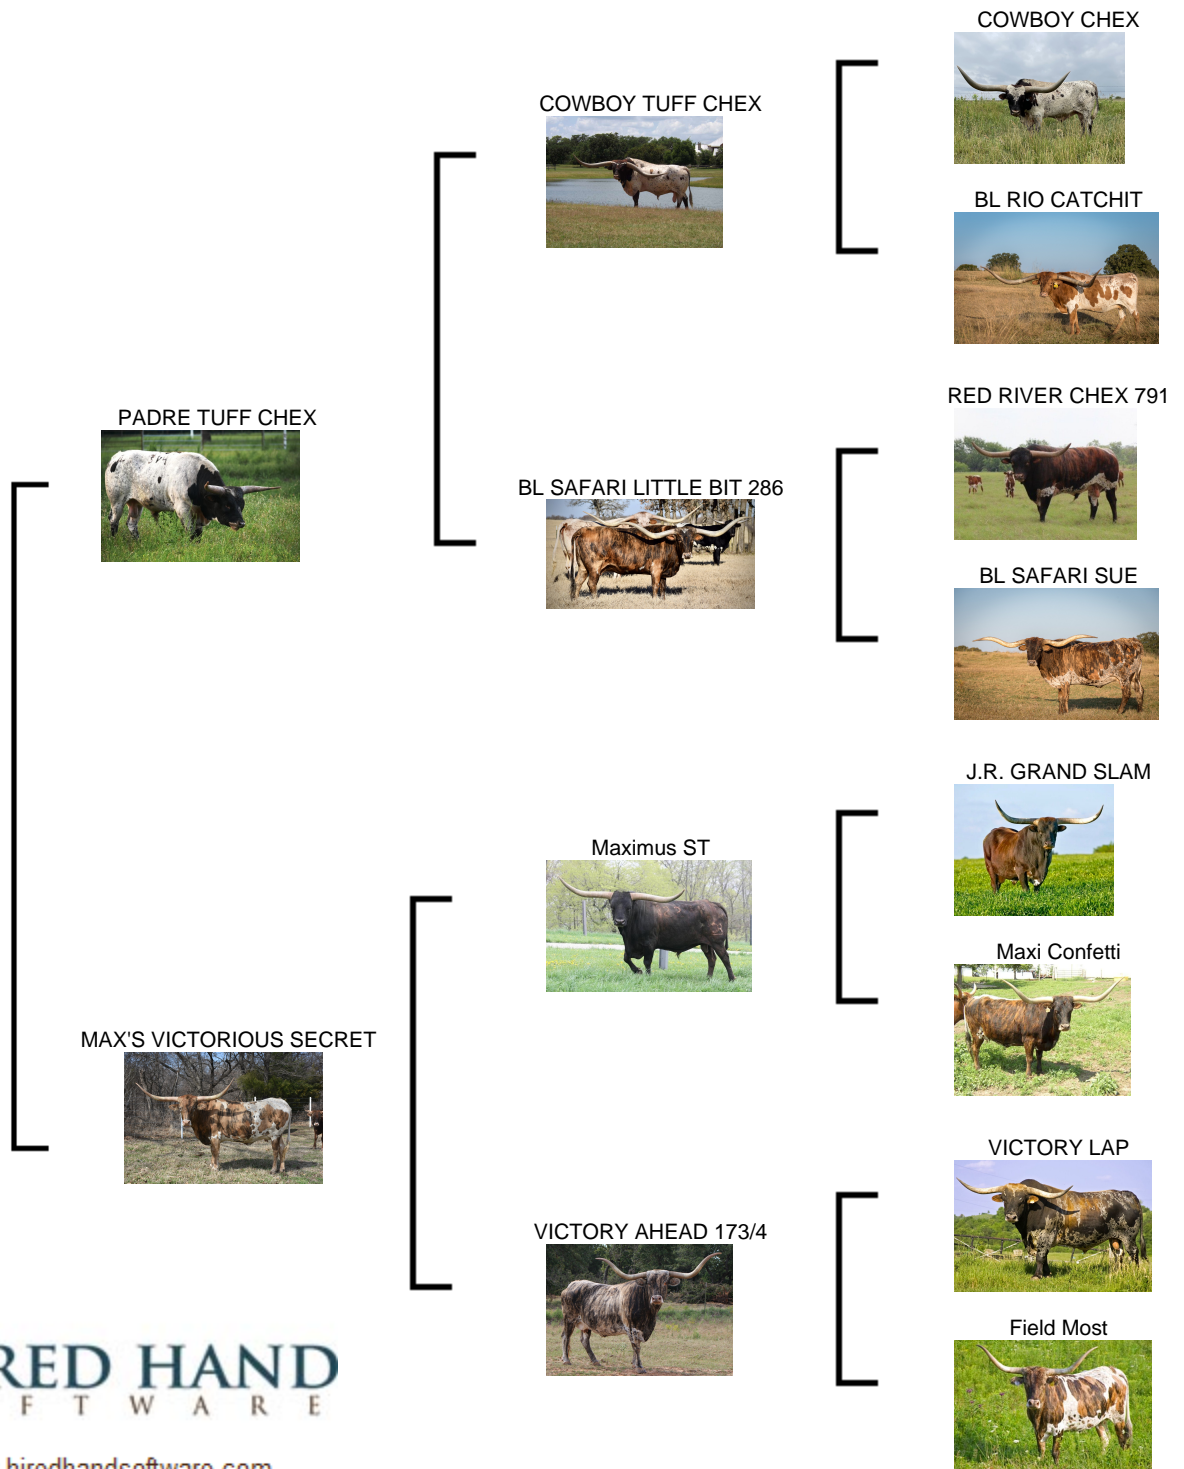 COWBOY CHEX
COWBOY TUFF CHEX
BL RIO CATCHIT
RED RIVER CHEX 791
PADRE TUFF CHEX
BL SAFARI LITTLE BIT 286
BL SAFARI SUE
J.R. GRAND SLAM
Maximus ST
Maxi Confetti
MAX'S VICTORIOUS SECRET
VICTORY LAP
VICTORY AHEAD 173/4
Field Most
RED HAND
F T W A R E
hiredhandsoftware.com